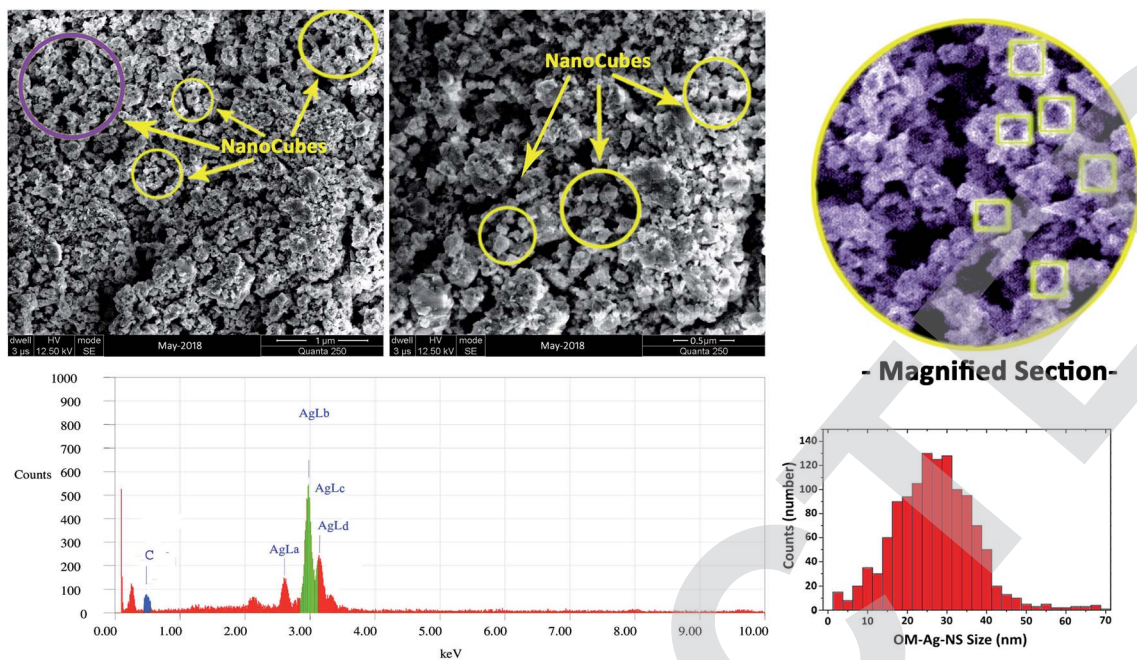 NanoCubes
dwell HV mode 1 µm
3 µs 12.50 kV SE May-2018 Quanta 250
NanoCubes
dwell HV mode 0.5µm
3 µs 12.50 kV SE May-2018 Quanta 250
- Magnified Section-
1000
900
800
700
600
500
400
300
200
100
0
Counts
AgLb
AgLc
AgLd
AgLa
C
0.00 1.00 2.00 3.00 4.00 5.00 6.00 7.00 8.00 9.00 10.00
keV
140
120
100
80
60
40
20
0
Counts (number)
0 10 20 30 40 50 60 70
OM-Ag-NS Size (nm)